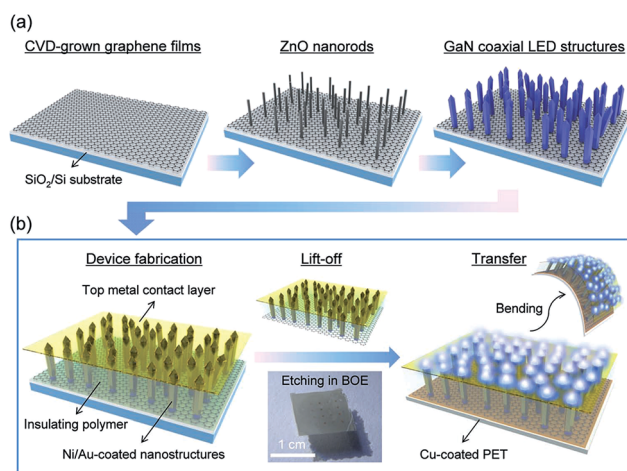 (a)
CVD-grown graphene films
ZnO nanorods
GaN coaxial LED structures
SiO₂/Si substrate
(b)
Device fabrication
Lift-off
Transfer
Top metal contact layer
Bending
Etching in BOE
Insulating polymer
1 cm
Ni/Au-coated nanostructures
Cu-coated PET